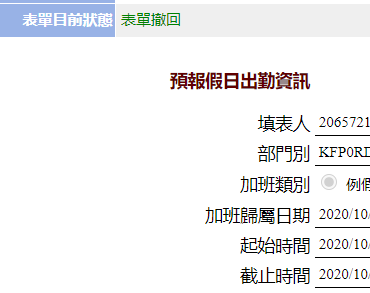 表單目前狀態 表單撤回
預報假日出勤資訊
填表人 2065721
部門別 KFP0RD
加班類別 例假
加班歸屬日期 2020/10/
起始時間 2020/10/
截止時間 2020/10/